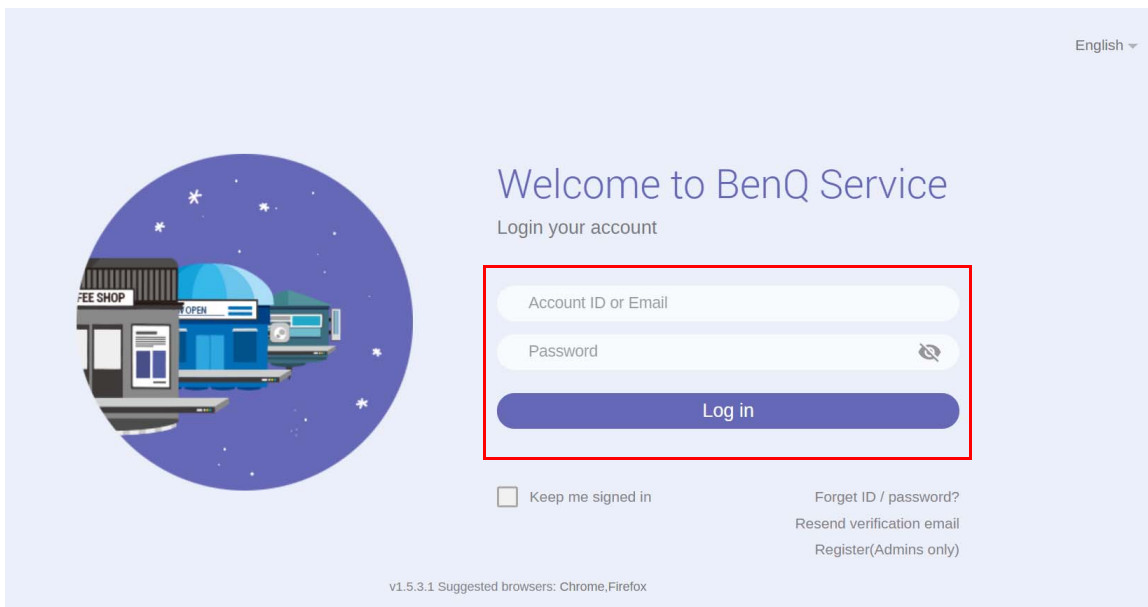 English
Welcome to BenQ Service
Login your account
FEE SHOP
OPEN
Account ID or Email
Password
Log in
Keep me signed in
Forget ID / password?
Resend verification email
Register(Admins only)
v1.5.3.1 Suggested browsers: Chrome,Firefox